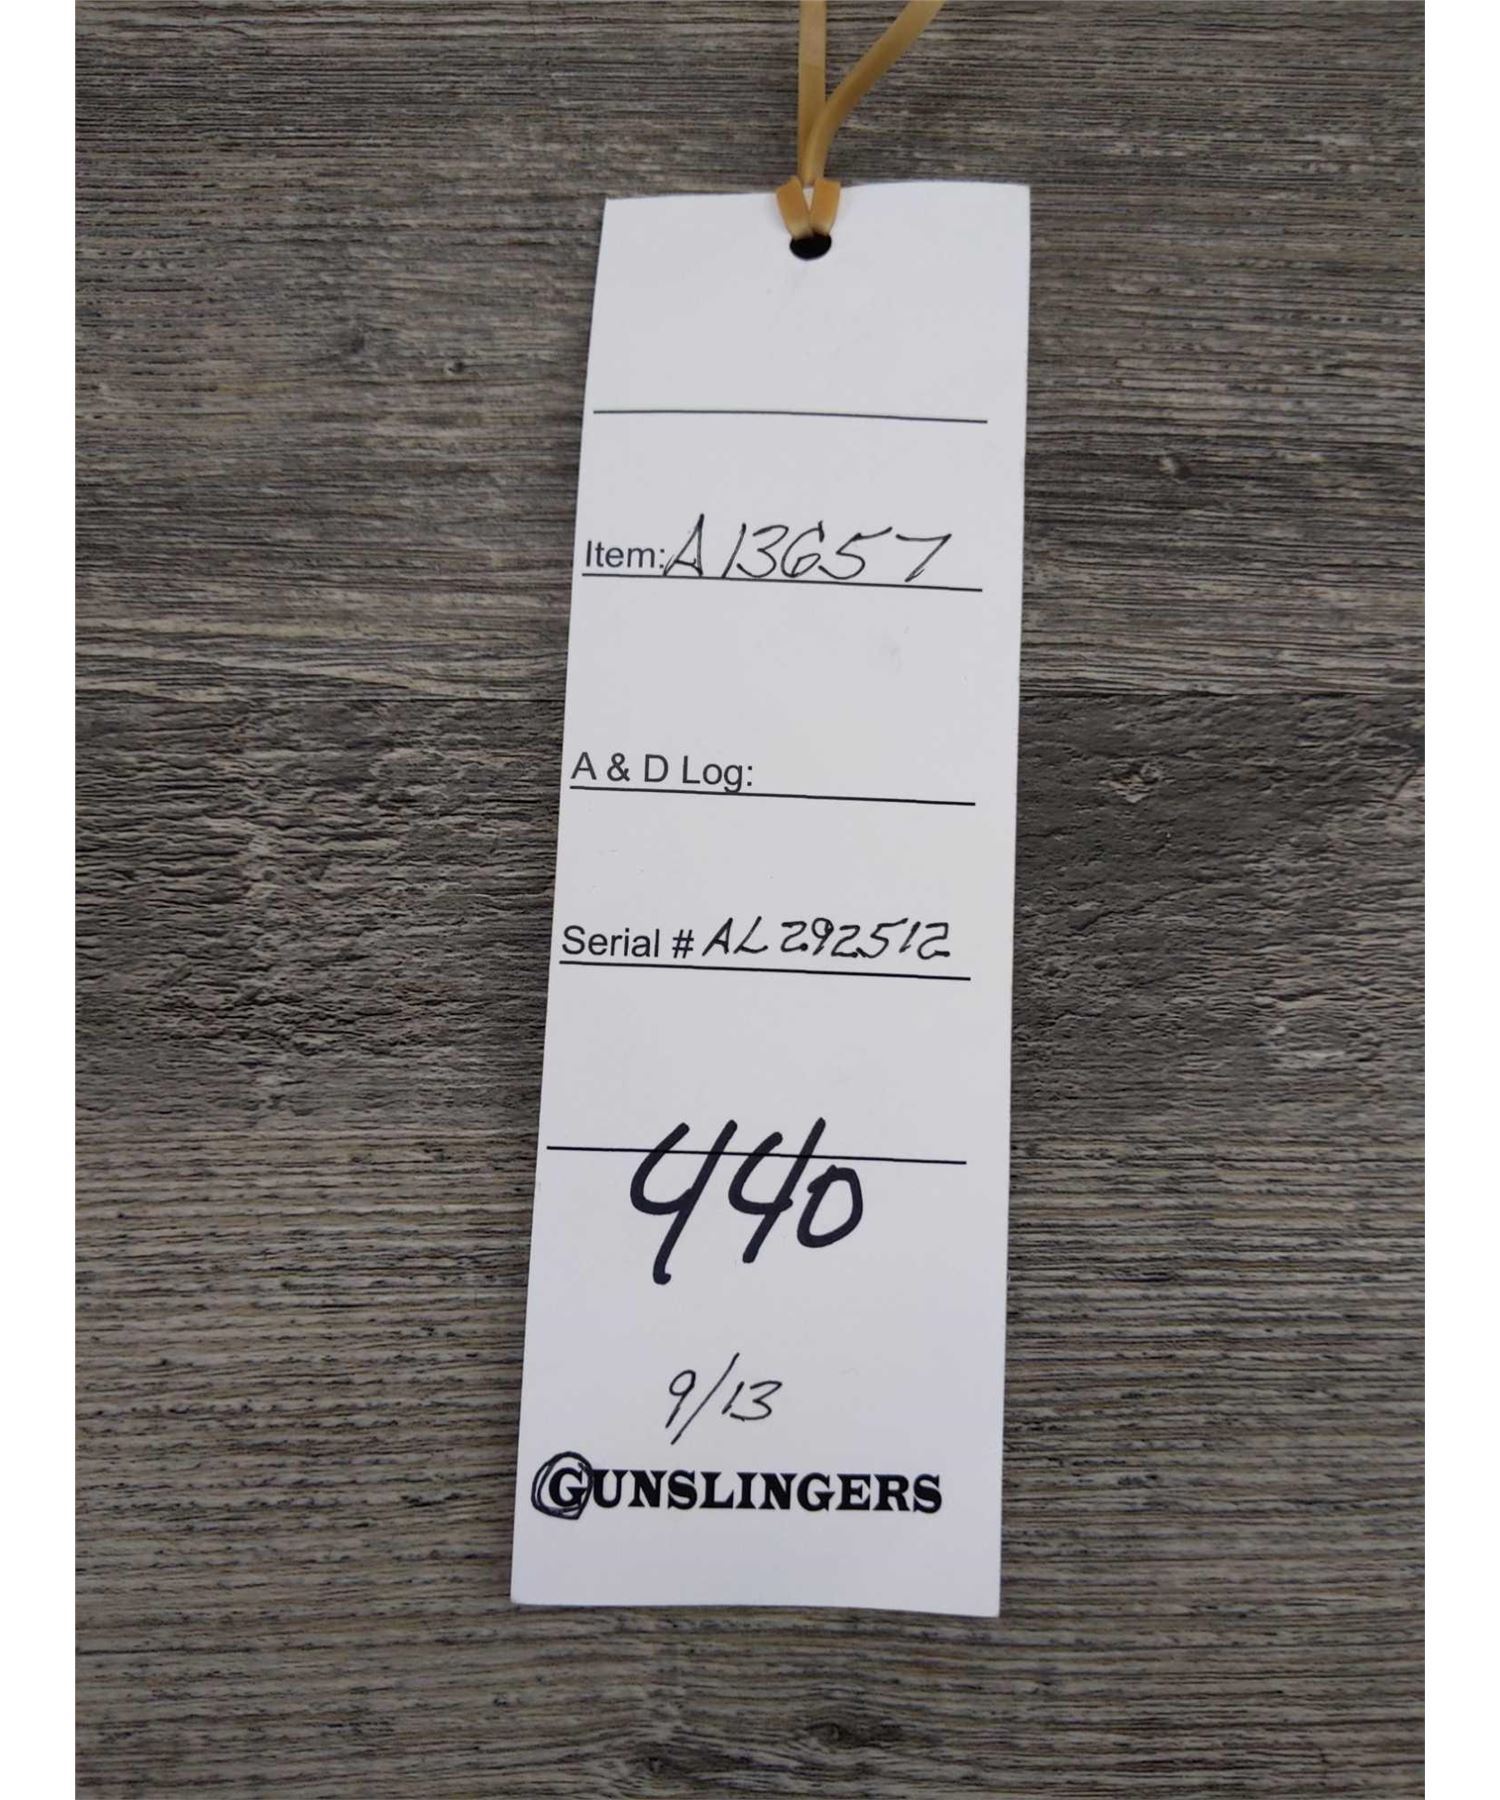 Item: A13657
A & D Log:
Serial # AL292512
440
9/13
GUNSLINGERS